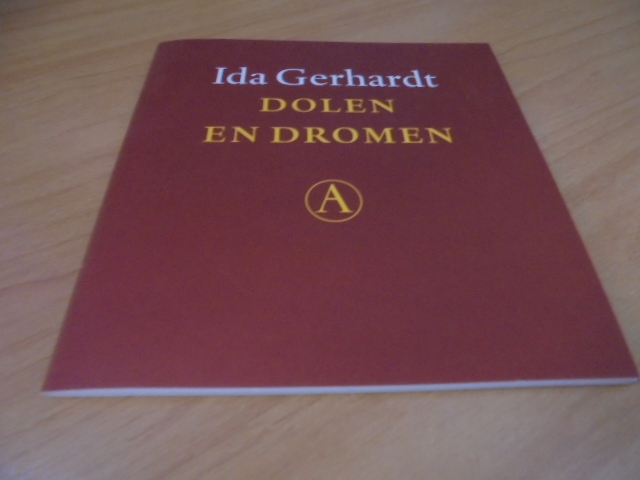 Ida Gerhardt
DOLEN
EN DROMEN
A